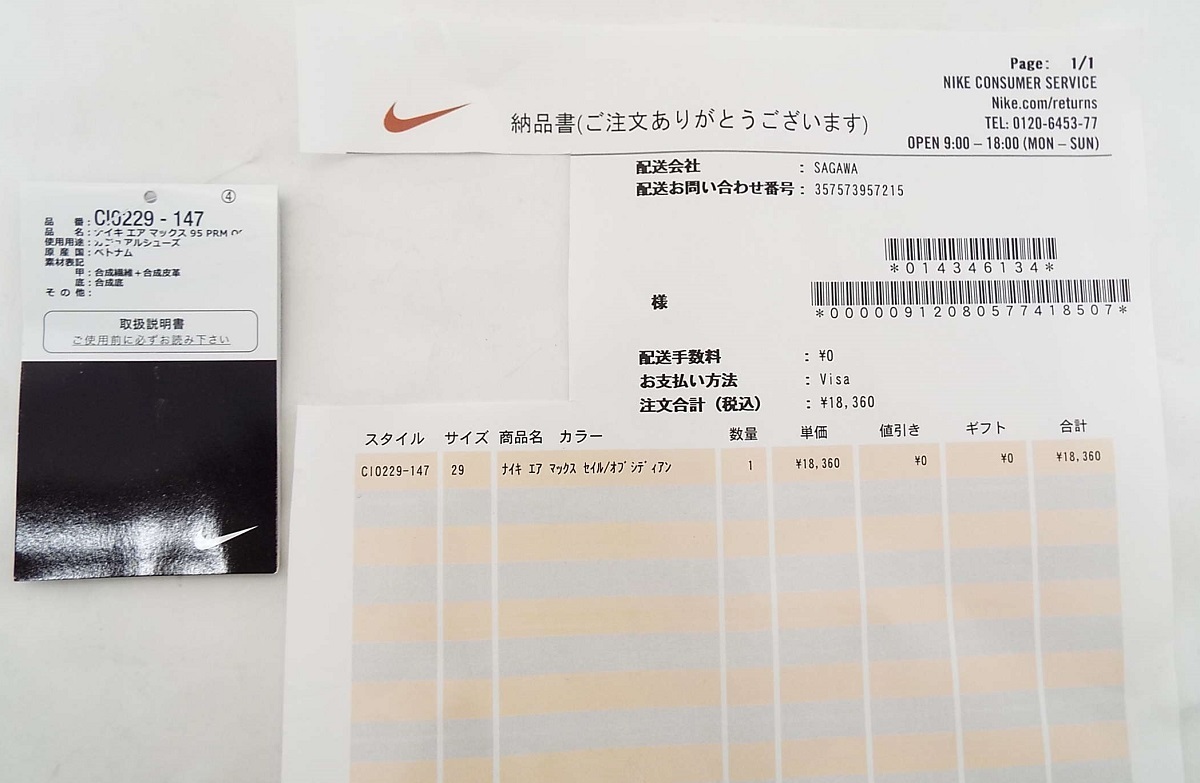 ④
品 番：CI0229 - 147
品 名：ナイキ エア マックス 95 PRM
使用用途：カジュアルシューズ
原 産 国：ベトナム
素材表記
甲：合成繊維＋合成皮革
底：合成底
そ の 他：
取扱説明書
ご使用前に必ずお読み下さい
Page: 1/1
NIKE CONSUMER SERVICE
Nike.com/returns
TEL: 0120-6453-77
OPEN 9:00 – 18:00 (MON – SUN)
納品書(ご注文ありがとうございます)
配送会社 : SAGAWA
配送お問い合わせ番号 : 357573957215
*014346134*
様
*00000912080577418507*
配送手数料 : ¥0
お支払い方法 : Visa
注文合計（税込） : ¥18,360
スタイル サイズ 商品名 カラー 数量 単価 値引き ギフト 合計
CI0229-147 29 ﾅｲｷ ｴｱ ﾏｯｸｽ ｾｲﾙ/ｵﾌﾞｼﾃﾞｨｱﾝ 1 ¥18,360 ¥0 ¥0 ¥18,360